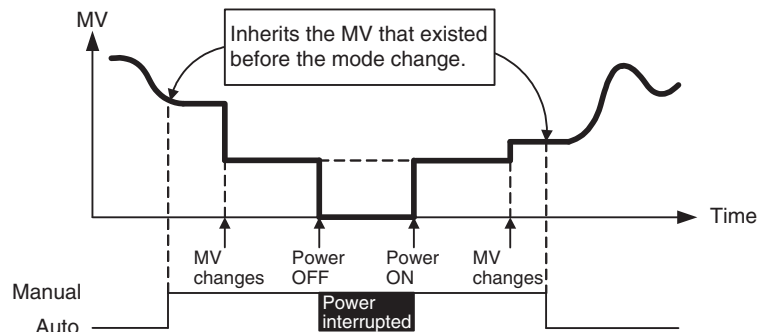 MV
Inherits the MV that existed
before the mode change.
Time
MV
changes
Power
OFF
Power
ON
MV
changes
Manual
Power
interrupted
Auto